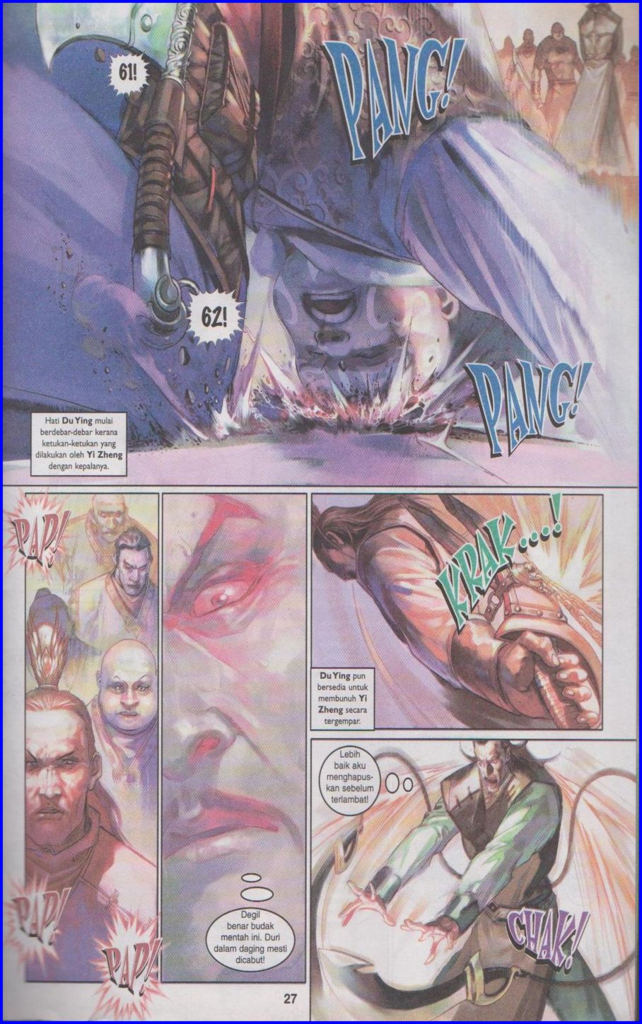 61!
PANG!
62!
PANG!
Hati Du Ying mulai
berdebar-debar kerana
ketukan-ketukan yang
dilakukan oleh Yi Zheng
dengan kepalanya.
PAP!
PAP!
PAP!
Degil
benar budak
mentah ini. Duri
dalam daging mesti
dicabut!
KRAK....!
Du Ying pun
bersedia untuk
membunuh Yi
Zheng secara
tergempar.
Lebih
baik aku
menghapus-
kan sebelum
terlambat!
CHAK!
27